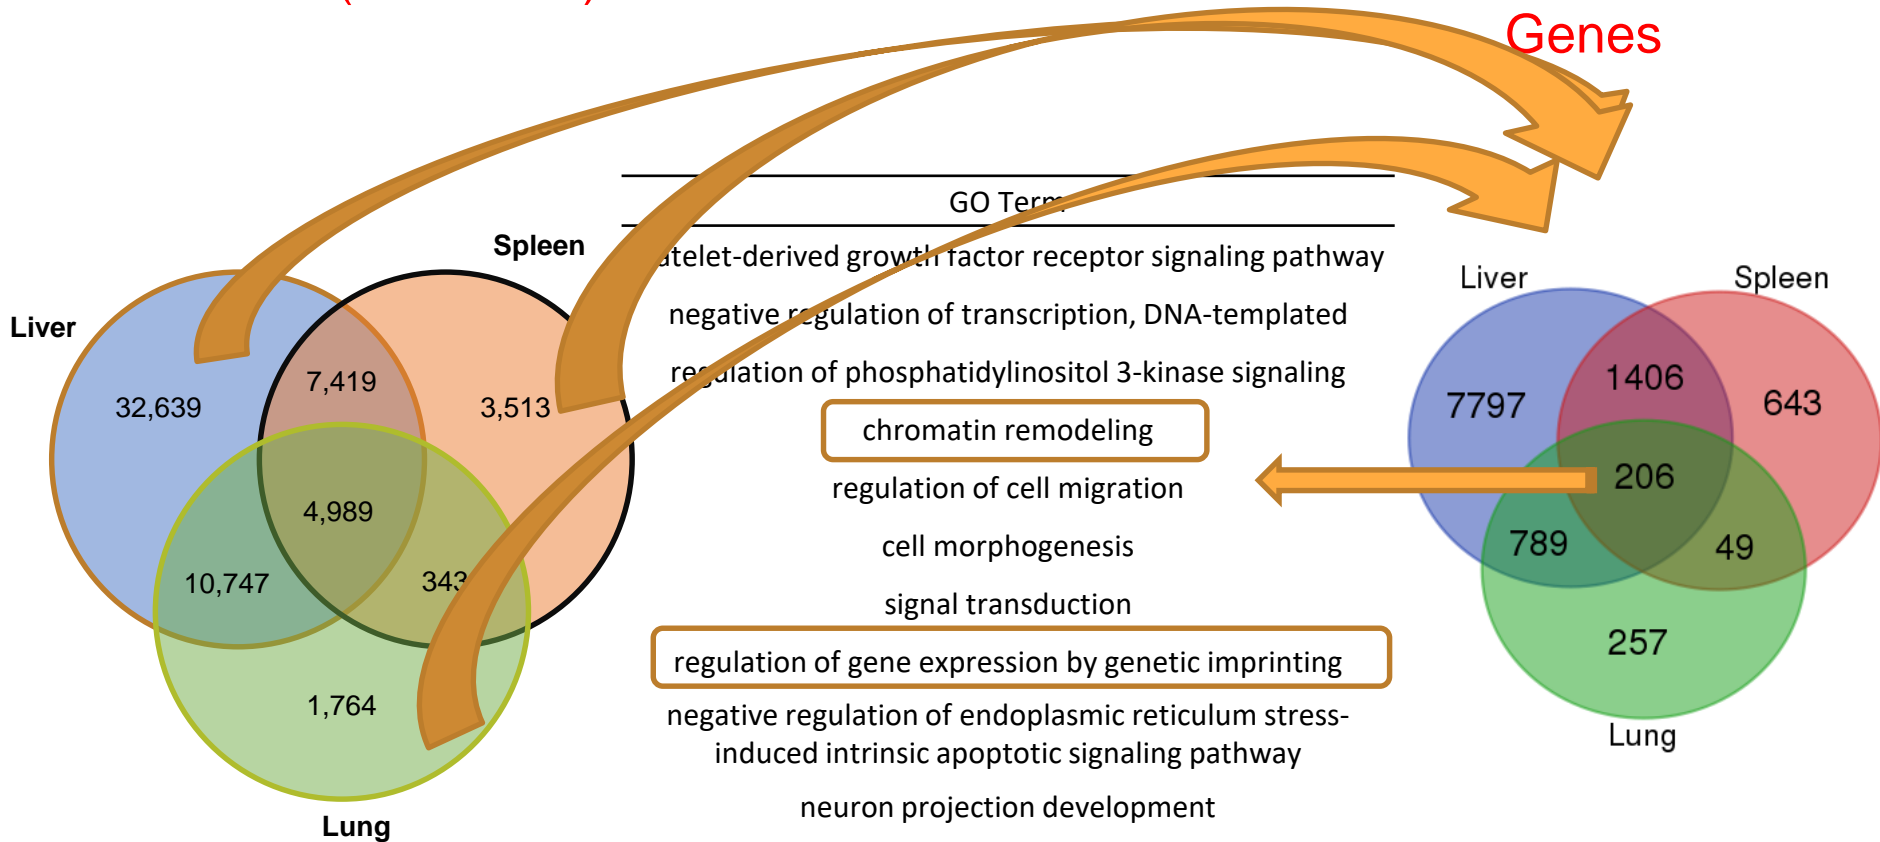 Genes
GO Term
atelet-derived growth factor receptor signaling pathway
Spleen
negative regulation of transcription, DNA-templated
Liver
regulation of phosphatidylinositol 3-kinase signaling
7,419
32,639
3,513
chromatin remodeling
4,989
regulation of cell migration
cell morphogenesis
10,747
343
signal transduction
regulation of gene expression by genetic imprinting
1,764
negative regulation of endoplasmic reticulum stress-
induced intrinsic apoptotic signaling pathway
neuron projection development
Lung
Liver
Spleen
1406
7797
643
206
789
49
257
Lung